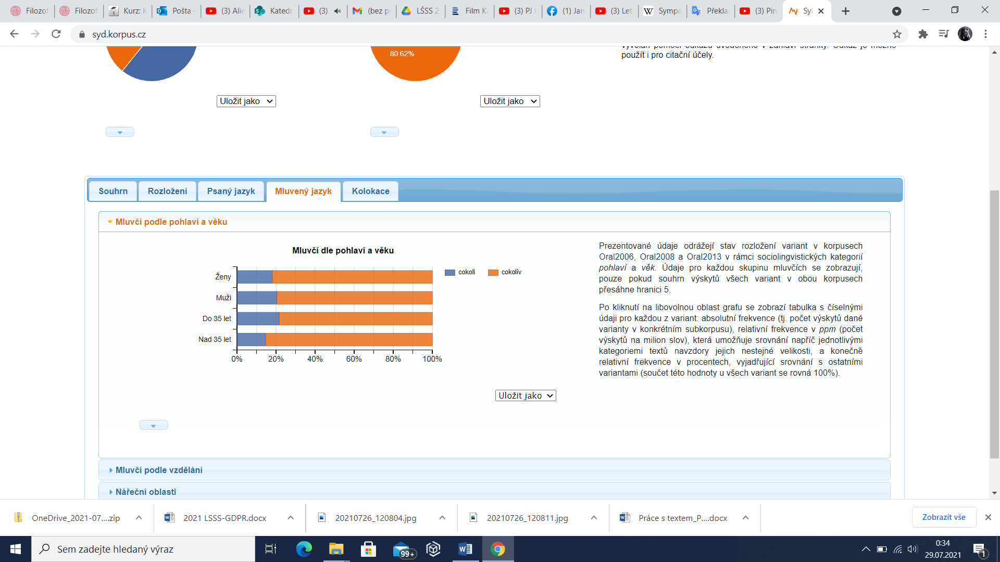 Filozof
Filozof
Kurz: K
Pošta -
(3) Alie
Katedr
(3)
(bez p
LŠSS 2
Film Ka
(3) PJ H
(1) Jan
(3) Let
Sympa
Překla
(3) Pin
SyD
syd.korpus.cz
80.62%
použít i pro citační účely.
Uložit jako
Uložit jako
Souhrn
Rozložení
Psaný jazyk
Mluvený jazyk
Kolokace
Mluvčí podle pohlaví a věku
Mluvčí dle pohlaví a věku
cokoli
cokoliv
Ženy
Muži
Do 35 let
Nad 35 let
0% 20% 40% 60% 80% 100%
Uložit jako
Prezentované údaje odrážejí stav rozložení variant v korpusech
Oral2006, Oral2008 a Oral2013 v rámci sociolingvistických kategorií
pohlaví a věk. Údaje pro každou skupinu mluvčích se zobrazují,
pouze pokud souhrn výskytů všech variant v obou korpusech
přesáhne hranici 5.
Po kliknutí na libovolnou oblast grafu se zobrazí tabulka s číselnými
údaji pro každou z variant: absolutní frekvence (tj. počet výskytů dané
varianty v konkrétním subkorpusu), relativní frekvence v ppm (počet
výskytů na milion slov), která umožňuje srovnání napříč jednotlivými
kategoriemi textů navzdory jejich nestejné velikosti, a konečně
relativní frekvence v procentech, vyjadřující srovnání s ostatními
variantami (součet této hodnoty u všech variant se rovná 100%).
Mluvčí podle vzdělání
Nářeční oblasti
OneDrive_2021-07....zip
2021 LSSS-GDPR.docx
20210726_120804.jpg
20210726_120811.jpg
Práce s textem_P....docx
Zobrazit vše
Sem zadejte hledaný výraz
99+
0:34
29.07.2021
1